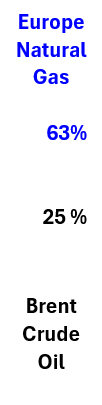 Europe
Natural
Gas
63%
25 %
Brent
Crude
Oil